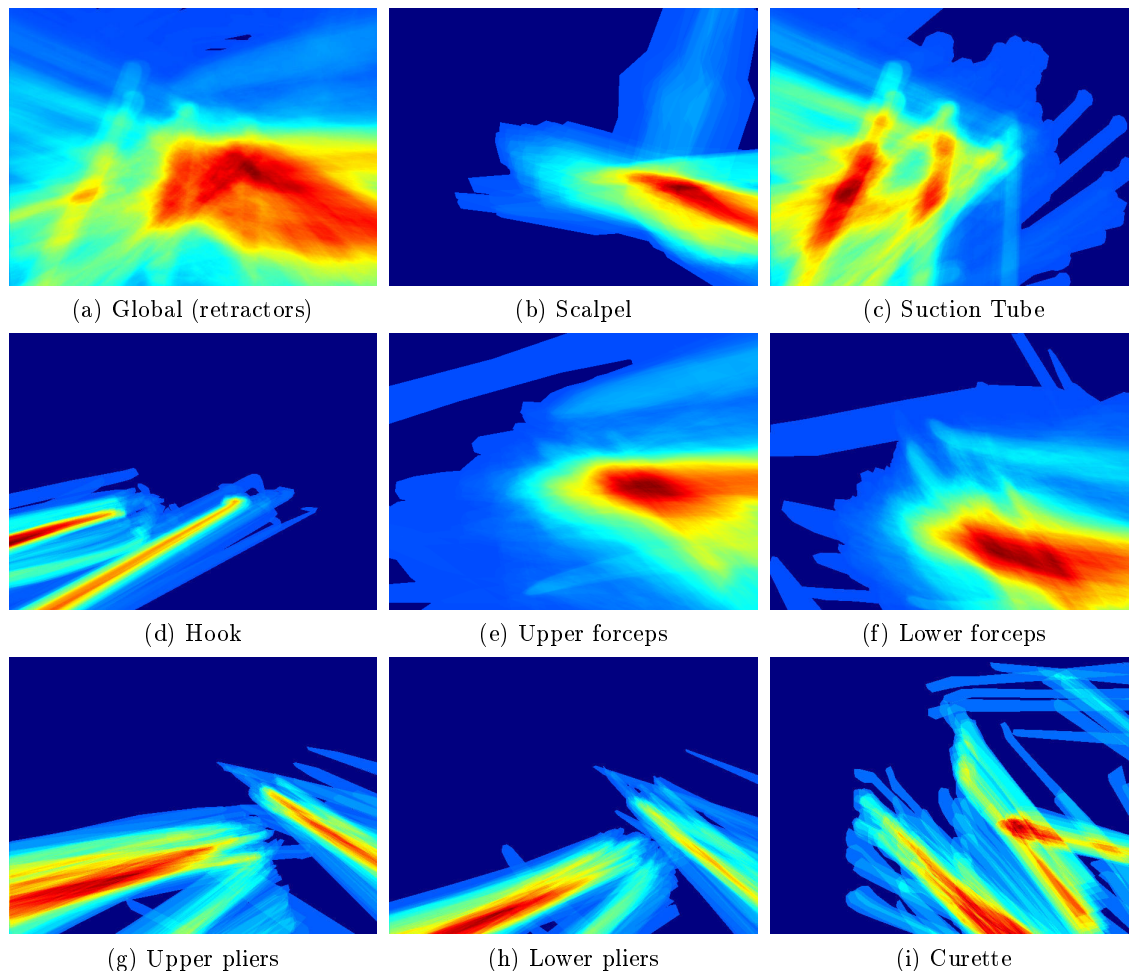 (a) Global (retractors)
(b) Scalpel
(c) Suction Tube
(d) Hook
(e) Upper forceps
(f) Lower forceps
(g) Upper pliers
(h) Lower pliers
(i) Curette